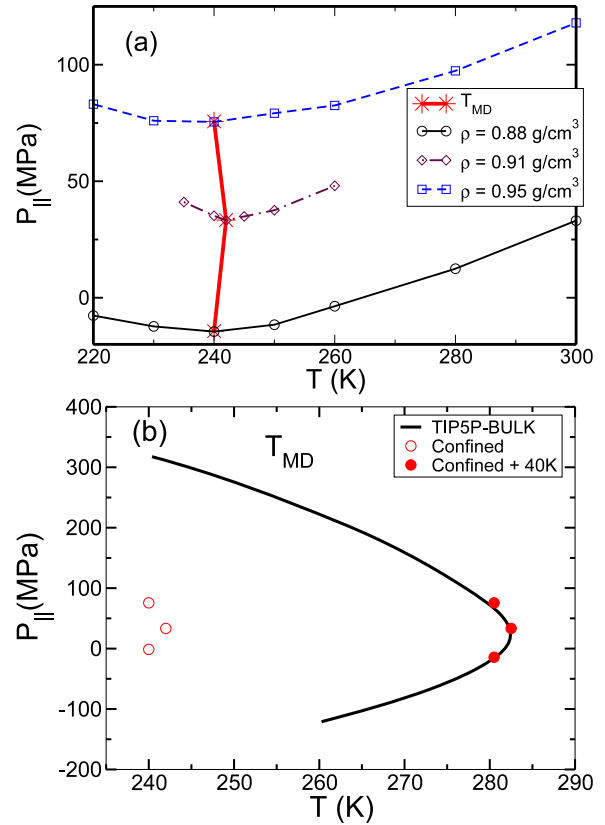 (a)
T_MD
ρ = 0.88 g/cm³
ρ = 0.91 g/cm³
ρ = 0.95 g/cm³
P_||(MPa)
100
50
0
220 240 260 280 300
T (K)
(b)
T_MD
TIP5P-BULK
Confined
Confined + 40K
P_||(MPa)
400
300
200
100
0
-100
-200
240 250 260 270 280 290
T (K)